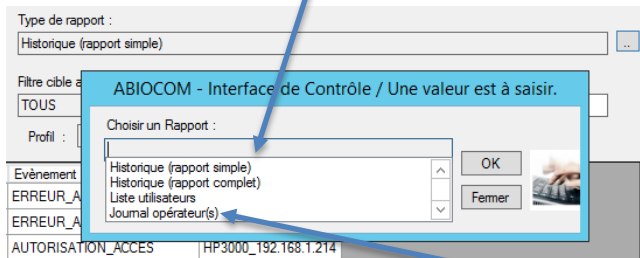 Type de rapport :
Historique (rapport simple)
..
Filtre cible a
TOUS
Profil :
ABIOCOM - Interface de Contrôle / Une valeur est à saisir.
Choisir un Rapport :
Historique (rapport simple)
Historique (rapport complet)
Liste utilisateurs
Journal opérateur(s)
OK
Fermer
Evènement
ERREUR_A
ERREUR_A
AUTORISATION_ACCES HP3000_192.168.1.214